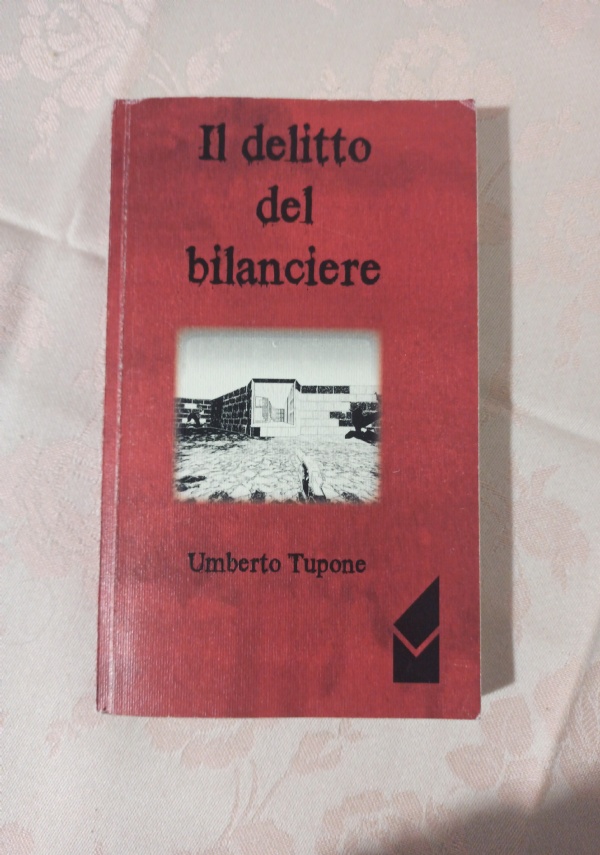 Il delitto
del
bilanciere
Umberto Tupone